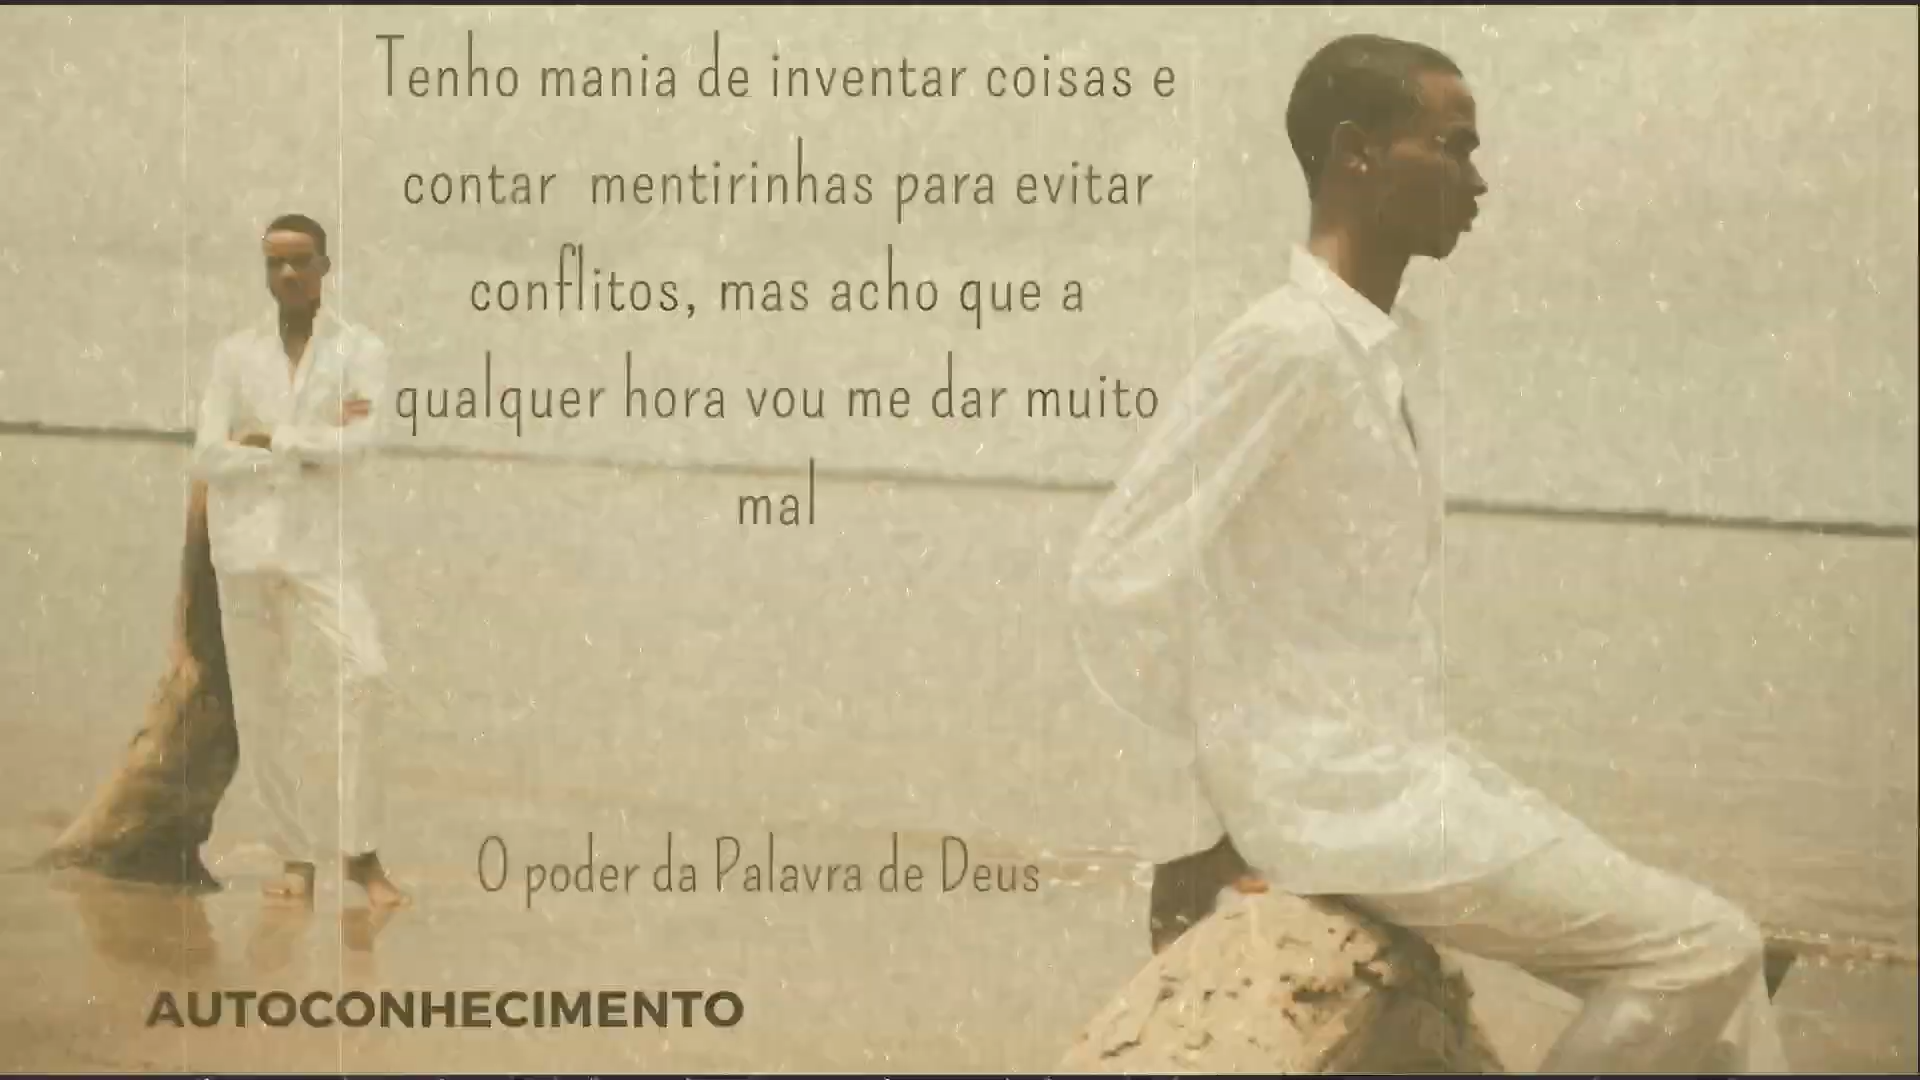 Tenho mania de inventar coisas e
contar mentirinhas para evitar
conflitos, mas acho que a
qualquer hora vou me dar muito
mal
O poder da Palavra de Deus
AUTOCONHECIMENTO